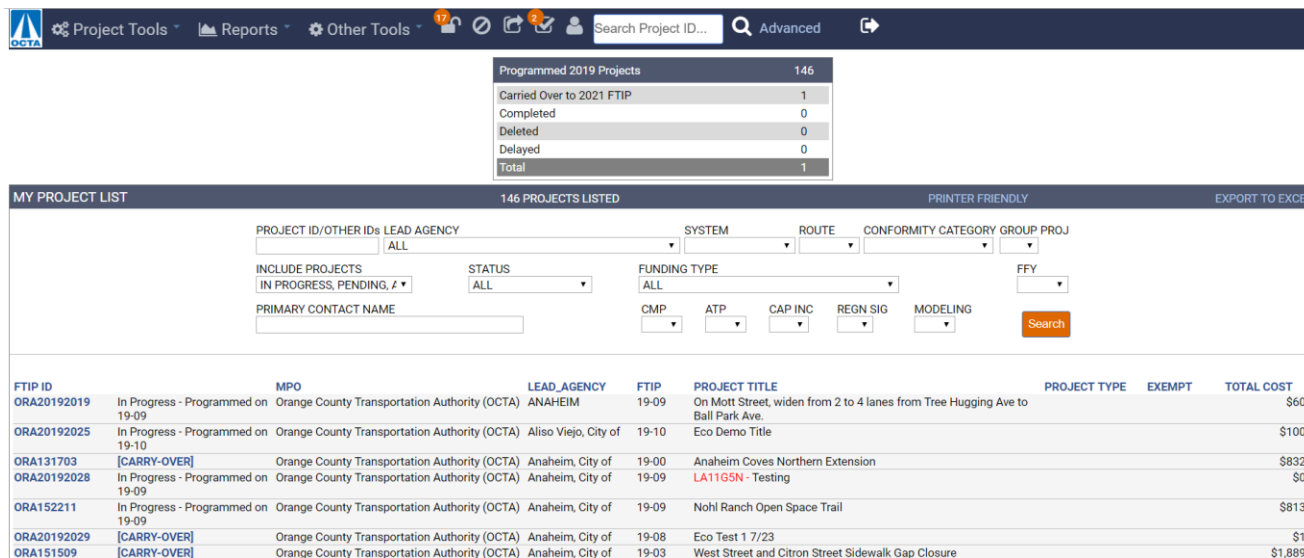 OCTA Project Tools Reports Other Tools 17 2 Search Project ID... Advanced
Programmed 2019 Projects 146
Carried Over to 2021 FTIP 1
Completed 0
Deleted 0
Delayed 0
Total 1
MY PROJECT LIST 146 PROJECTS LISTED PRINTER FRIENDLY EXPORT TO EXCE
PROJECT ID/OTHER IDs LEAD AGENCY SYSTEM ROUTE CONFORMITY CATEGORY GROUP PROJ
ALL
INCLUDE PROJECTS STATUS FUNDING TYPE FFY
IN PROGRESS, PENDING, A ALL ALL
PRIMARY CONTACT NAME CMP ATP CAP INC REGN SIG MODELING
Search
FTIP ID MPO LEAD_AGENCY FTIP PROJECT TITLE PROJECT TYPE EXEMPT TOTAL COST
ORA20192019 In Progress - Programmed on Orange County Transportation Authority (OCTA) ANAHEIM 19-09 On Mott Street, widen from 2 to 4 lanes from Tree Hugging Ave to $60
19-09 Ball Park Ave.
ORA20192025 In Progress - Programmed on Orange County Transportation Authority (OCTA) Aliso Viejo, City of 19-10 Eco Demo Title $100
19-10
ORA131703 [CARRY-OVER] Orange County Transportation Authority (OCTA) Anaheim, City of 19-00 Anaheim Coves Northern Extension $832
ORA20192028 In Progress - Programmed on Orange County Transportation Authority (OCTA) Anaheim, City of 19-09 LA11G5N - Testing $0
19-09
ORA152211 In Progress - Programmed on Orange County Transportation Authority (OCTA) Anaheim, City of 19-09 Nohl Ranch Open Space Trail $813
19-09
ORA20192029 [CARRY-OVER] Orange County Transportation Authority (OCTA) Anaheim, City of 19-08 Eco Test 1 7/23 $1
ORA151509 [CARRY-OVER] Orange County Transportation Authority (OCTA) Anaheim, City of 19-03 West Street and Citron Street Sidewalk Gap Closure $1,889